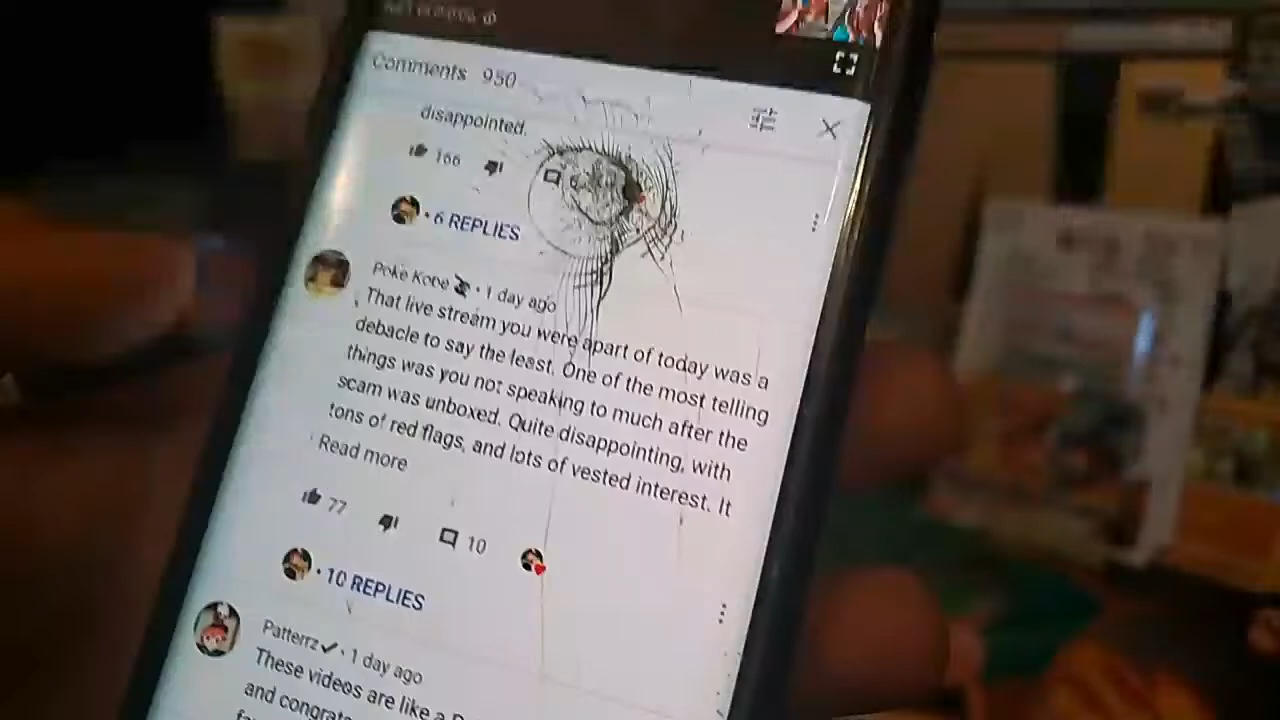 Comments 950
disappointed.
166
6 REPLIES
Poke Kobe • 1 day ago
That live stream you were apart of today was a
debacle to say the least. One of the most telling
things was you not speaking to much after the
scam was unboxed. Quite disappointing, with
tons of red flags, and lots of vested interest. It
Read more
77
10
• 10 REPLIES
Patterrz • 1 day ago
These videos are like a
and congrats